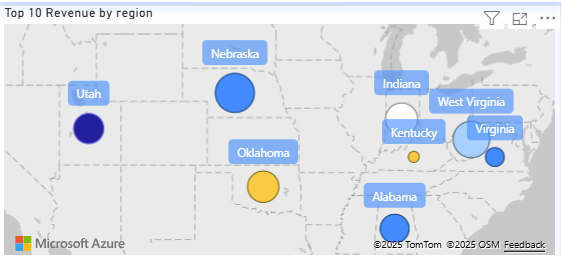 Top 10 Revenue by region
Nebraska
Utah
Indiana
West Virginia
Virginia
Kentucky
Oklahoma
Alabama
Microsoft Azure
©2025 TomTom ©2025 OSM Feedback